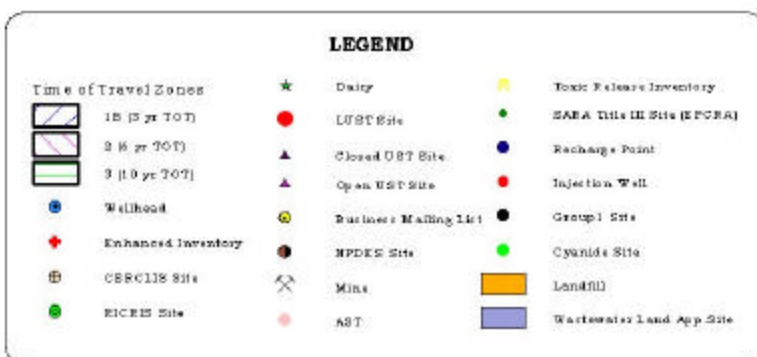 LEGEND
Time of Travel Zones
1B (3 yr TOT)
2 (6 yr TOT)
3 (10 yr TOT)
Wellhead
Enhanced Inventory
CERCLIS Site
RICRIS Site
Dairy
LUST Site
Closed UST Site
Open UST Site
Business Mailing List
NPDES Site
Mine
AST
Toxic Release Inventory
SARA Title III Site (EPCRA)
Recharge Point
Injection Well
Group1 Site
Cyanide Site
Landfill
Wastewater Land App. Site